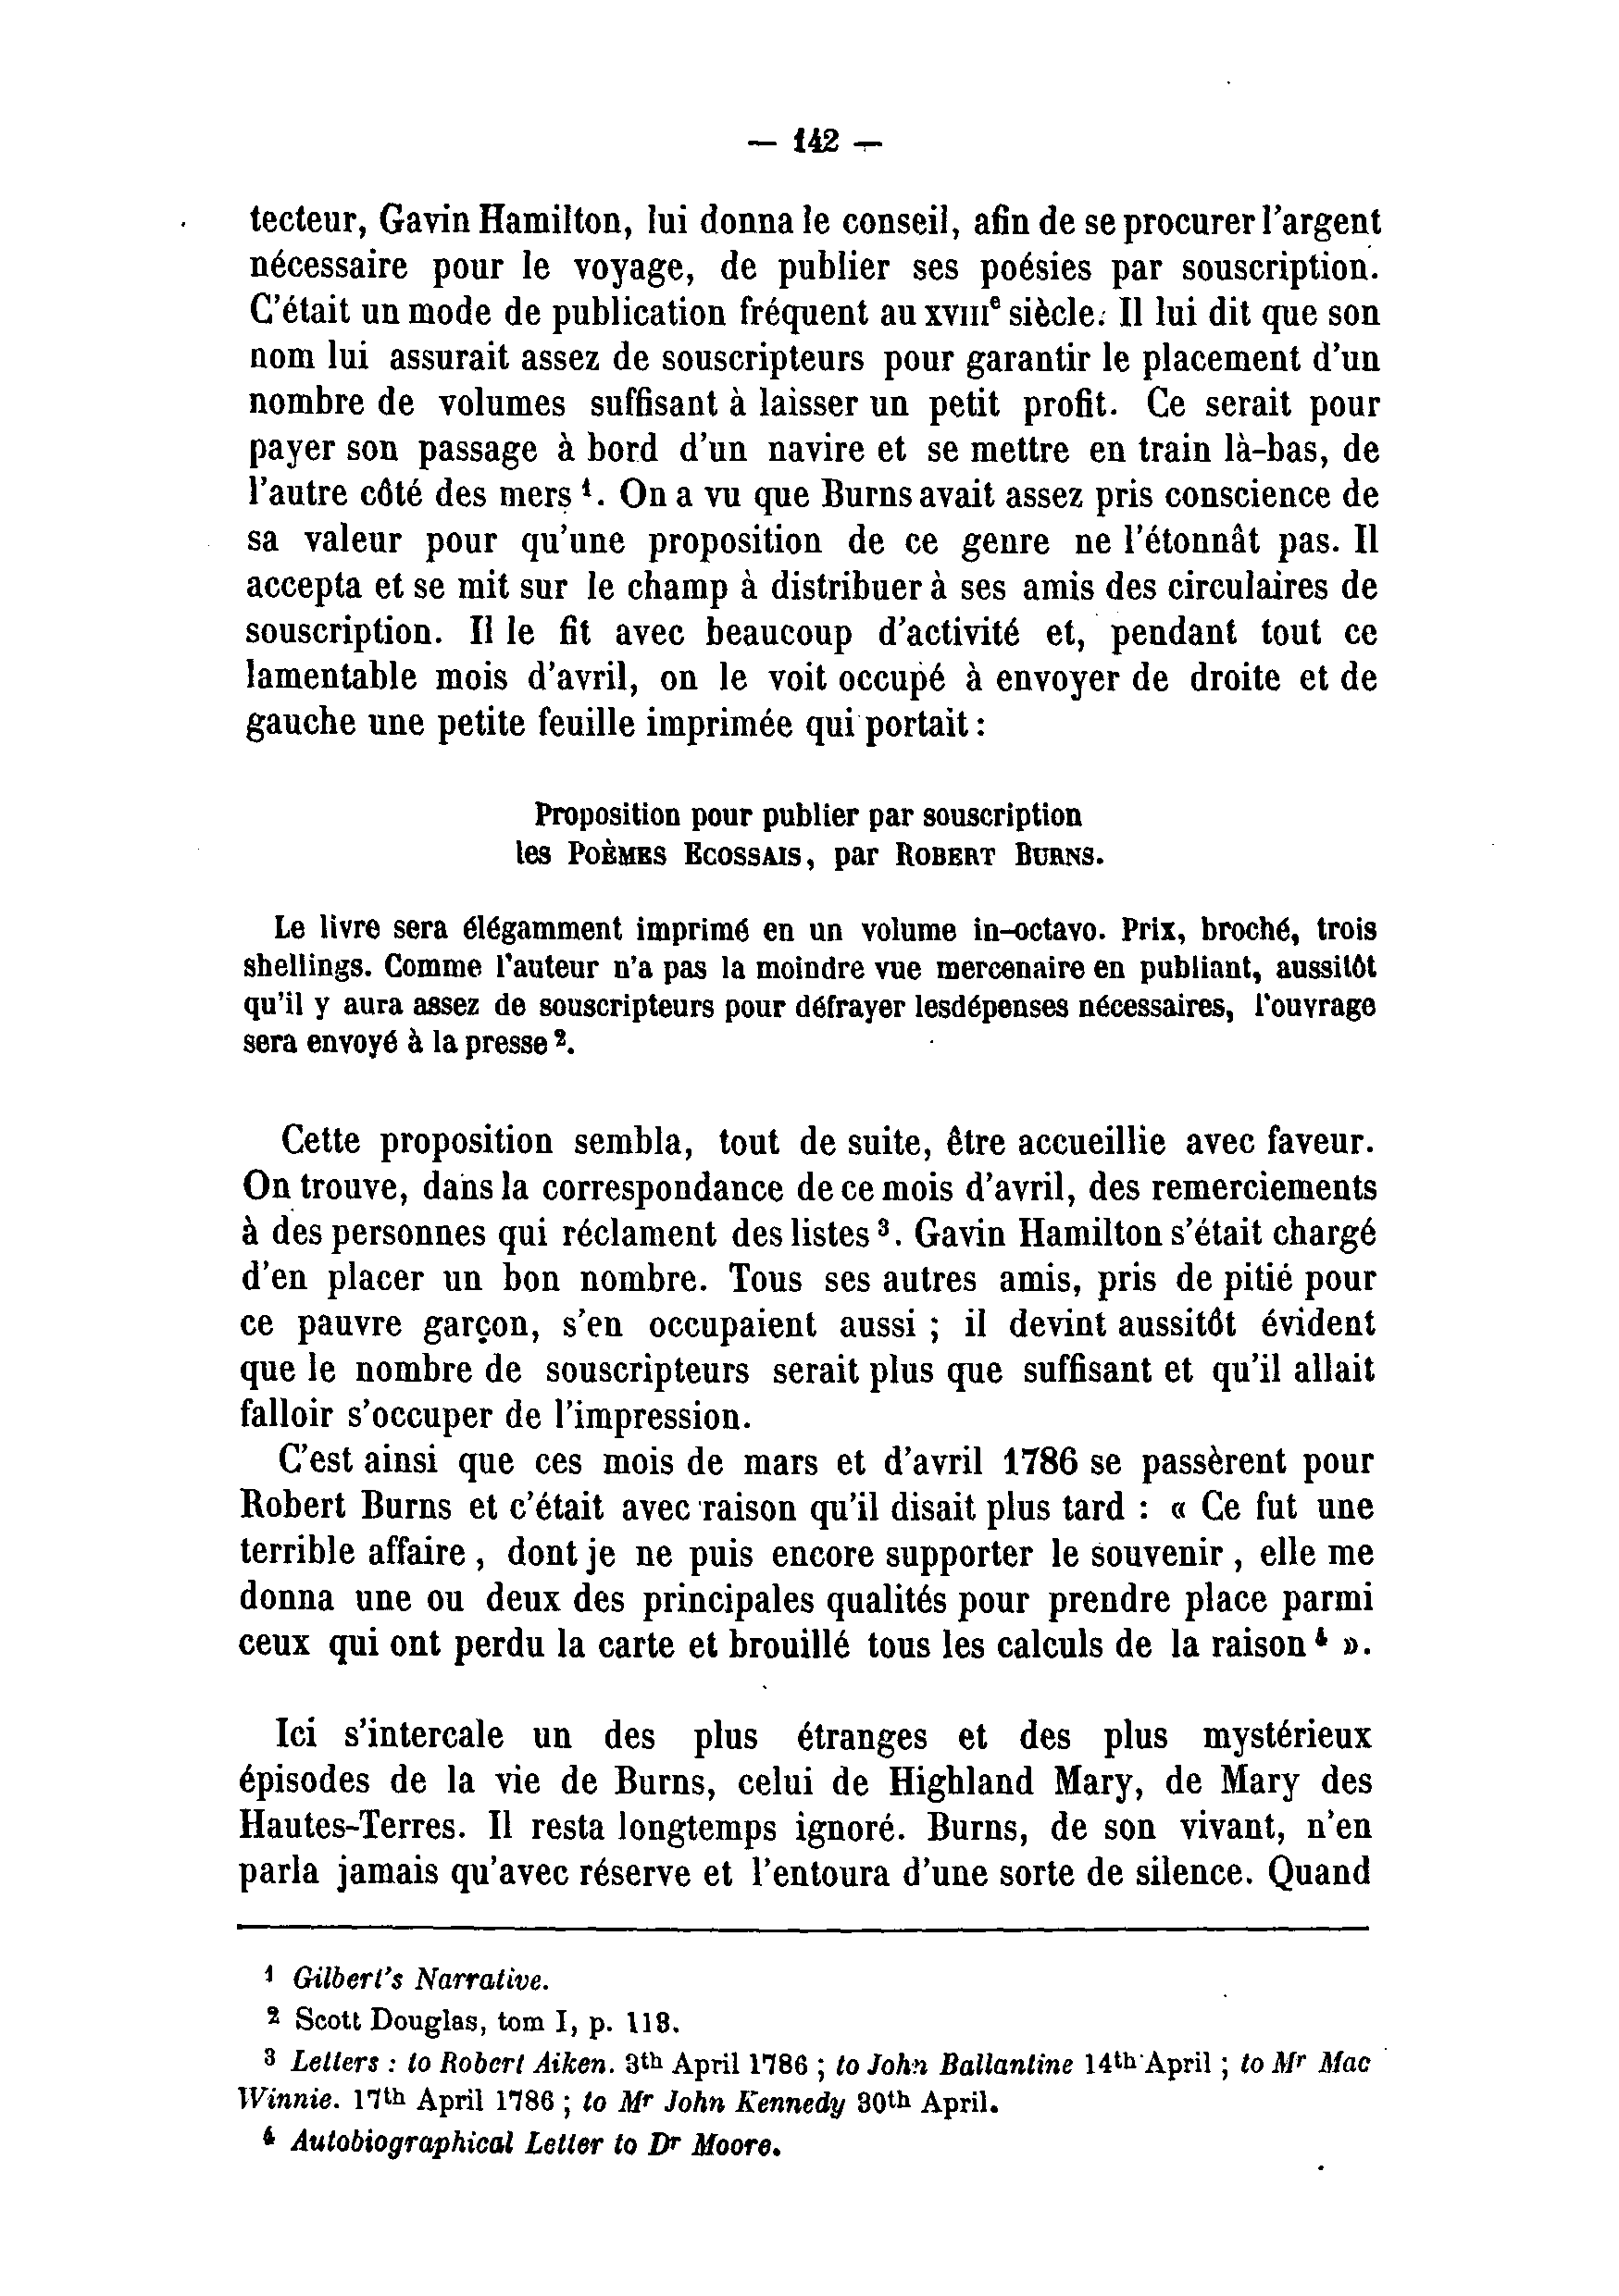 — 142 —
tecteur, Gavin Hamilton, lui donna le conseil, afin de se procurer l'argent
nécessaire pour le voyage, de publier ses poésies par souscription.
C'était un mode de publication fréquent au XVIIIe siècle. Il lui dit que son
nom lui assurait assez de souscripteurs pour garantir le placement d'un
nombre de volumes suffisant à laisser un petit profit. Ce serait pour
payer son passage à bord d'un navire et se mettre en train là-bas, de
l'autre côté des mers 1. On a vu que Burns avait assez pris conscience de
sa valeur pour qu'une proposition de ce genre ne l'étonnât pas. Il
accepta et se mit sur le champ à distribuer à ses amis des circulaires de
souscription. Il le fit avec beaucoup d'activité et, pendant tout ce
lamentable mois d'avril, on le voit occupé à envoyer de droite et de
gauche une petite feuille imprimée qui portait :
Proposition pour publier par souscription
les POÈMES ECOSSAIS, par ROBERT BURNS.
Le livre sera élégamment imprimé en un volume in-octavo. Prix, broché, trois
shellings. Comme l'auteur n'a pas la moindre vue mercenaire en publiant, aussitôt
qu'il y aura assez de souscripteurs pour défrayer lesdépenses nécessaires, l'ouvrage
sera envoyé à la presse 2.
Cette proposition sembla, tout de suite, être accueillie avec faveur.
On trouve, dans la correspondance de ce mois d'avril, des remerciements
à des personnes qui réclament des listes 3. Gavin Hamilton s'était chargé
d'en placer un bon nombre. Tous ses autres amis, pris de pitié pour
ce pauvre garçon, s'en occupaient aussi ; il devint aussitôt évident
que le nombre de souscripteurs serait plus que suffisant et qu'il allait
falloir s'occuper de l'impression.
C'est ainsi que ces mois de mars et d'avril 1786 se passèrent pour
Robert Burns et c'était avec raison qu'il disait plus tard : « Ce fut une
terrible affaire , dont je ne puis encore supporter le souvenir , elle me
donna une ou deux des principales qualités pour prendre place parmi
ceux qui ont perdu la carte et brouillé tous les calculs de la raison 4 ».
Ici s'intercale un des plus étranges et des plus mystérieux
épisodes de la vie de Burns, celui de Highland Mary, de Mary des
Hautes-Terres. Il resta longtemps ignoré. Burns, de son vivant, n'en
parla jamais qu'avec réserve et l'entoura d'une sorte de silence. Quand
1 Gilbert's Narrative.
2 Scott Douglas, tom I, p. 118.
3 Letters : to Robert Aiken. 3th April 1786 ; to John Ballantine 14th April ; to Mr Mac
Winnie. 17th April 1786 ; to Mr John Kennedy 30th April.
4 Autobiographical Letter to Dr Moore.